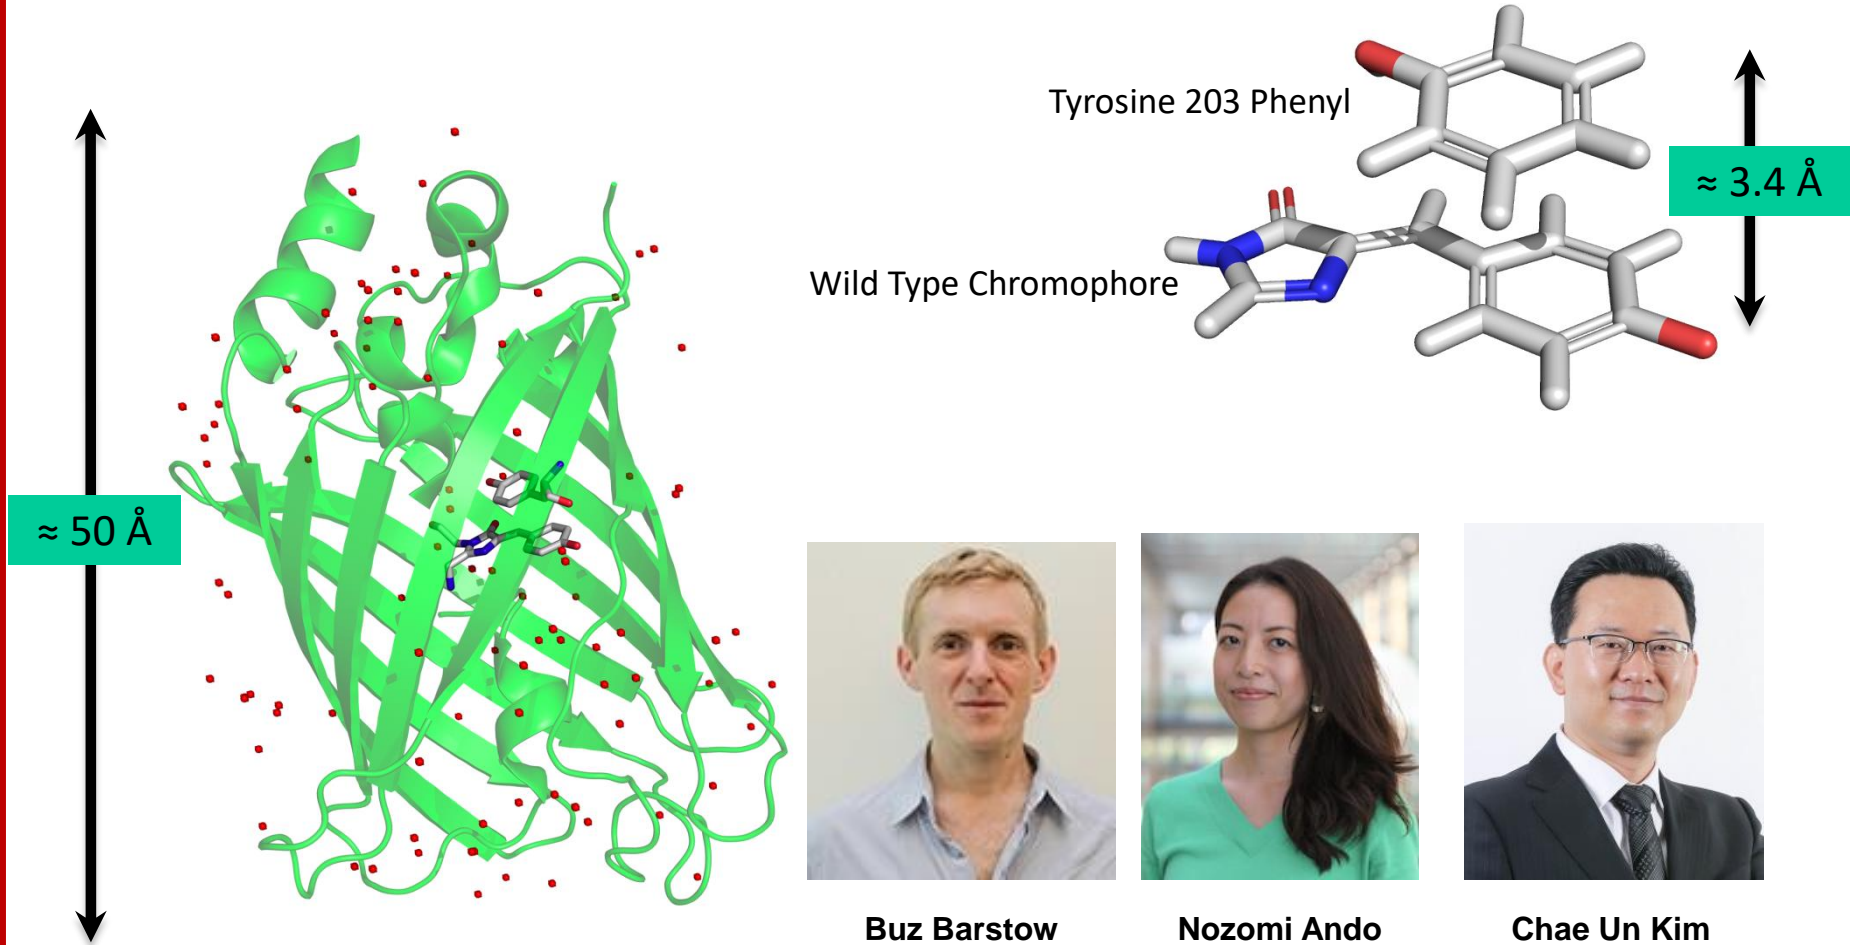 Tyrosine 203 Phenyl
≈ 3.4 Å
Wild Type Chromophore
≈ 50 Å
Buz Barstow
Nozomi Ando
Chae Un Kim